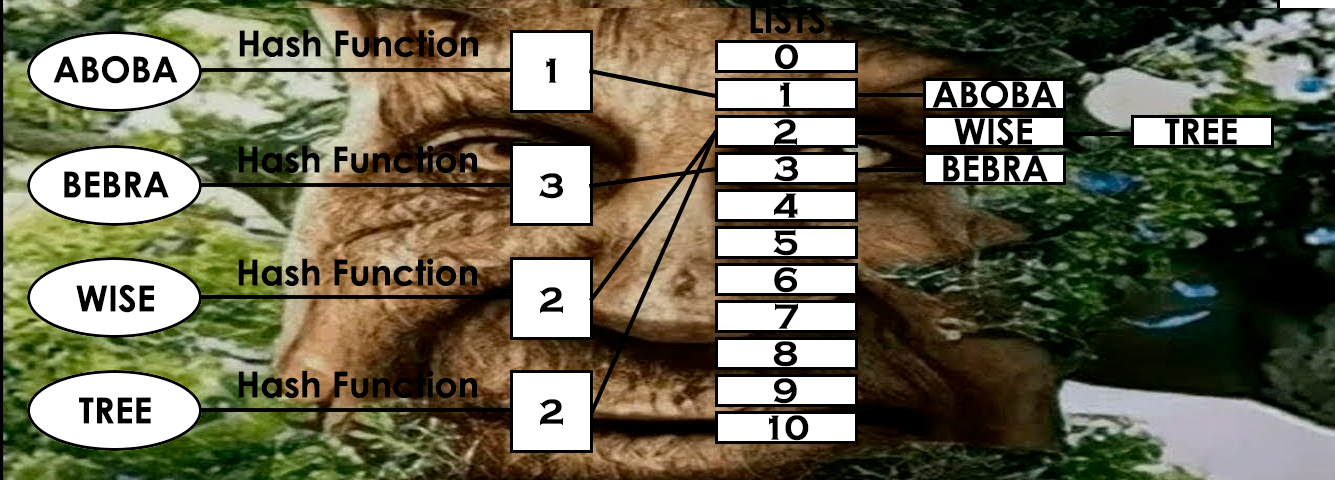 LISTS
ABOBA
Hash Function
1
BEBRA
Hash Function
3
WISE
Hash Function
2
TREE
Hash Function
2
0
1
2
3
4
5
6
7
8
9
10
ABOBA
WISE
TREE
BEBRA